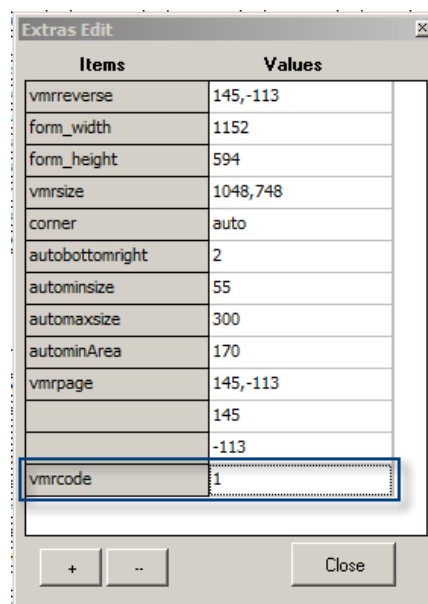 Extras Edit
Items Values
vmrreverse 145,-113
form_width 1152
form_height 594
vmrsize 1048,748
corner auto
autobottomright 2
autominsize 55
automaxsize 300
autominArea 170
vmrpage 145,-113
145
-113
vmrcode 1
+ -- Close